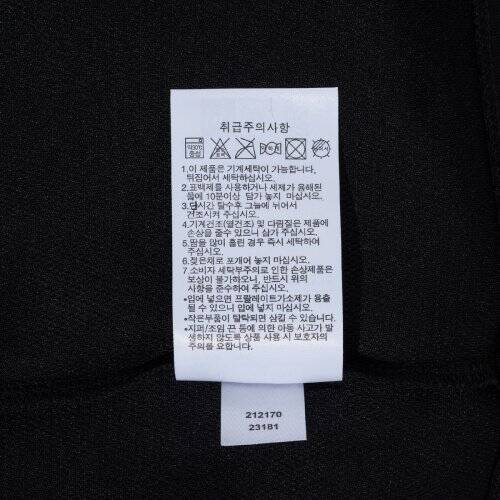 취급주의사항
약30℃
중성
1.이 제품은 기계세탁이 가능합니다.
뒤집어서 세탁하십시오.
2.표백제를 사용하거나 세제가 용해된
물에 10분이상 담가 놓지 마십시오.
3.단시간 탈수후 그늘에 뉘어서
건조시켜 주십시오.
4.기계건조(열건조) 및 다림질은 제품에
손상을 줄수 있으니 삼가 주십시오.
5.땀을 많이 흘린 경우 즉시 세탁
하십시오.
6.젖은채로 포개어 놓지 마십시오.
7.소비자 세탁부주의로 인한 손상제품은
보상이 불가하오니, 반드시 위의
사항을 준수하여 주십시오.
*입에 넣으면 프탈레이트가소제가 용출
될 수 있으니 입에 넣지 마십시오
*작은부품이 탈락되면 삼킬 수 있습니다.
*지퍼/조임 끈 등에 의한 아동 사고가 발
생하지 않도록 상품 사용 시 보호자의
주의를 요합니다.
212170
23181